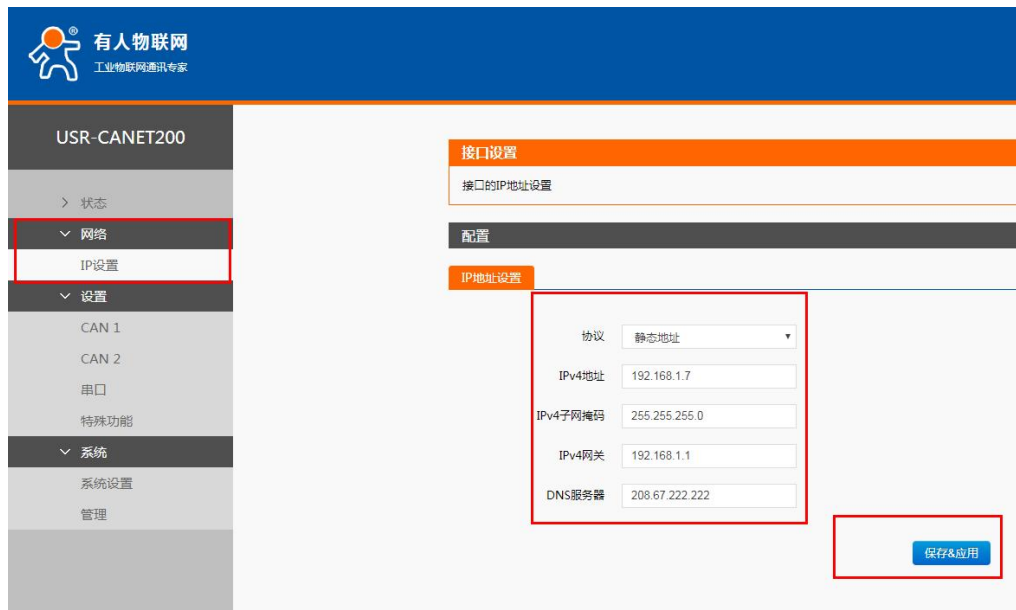 ®
有人物联网
工业物联网通讯专家
USR-CANET200
状态
网络
IP设置
设置
CAN 1
CAN 2
串口
特殊功能
系统
系统设置
管理
接口设置
接口的IP地址设置
配置
IP地址设置
协议 静态地址
IPv4地址 192.168.1.7
IPv4子网掩码 255.255.255.0
IPv4网关 192.168.1.1
DNS服务器 208.67.222.222
保存&应用